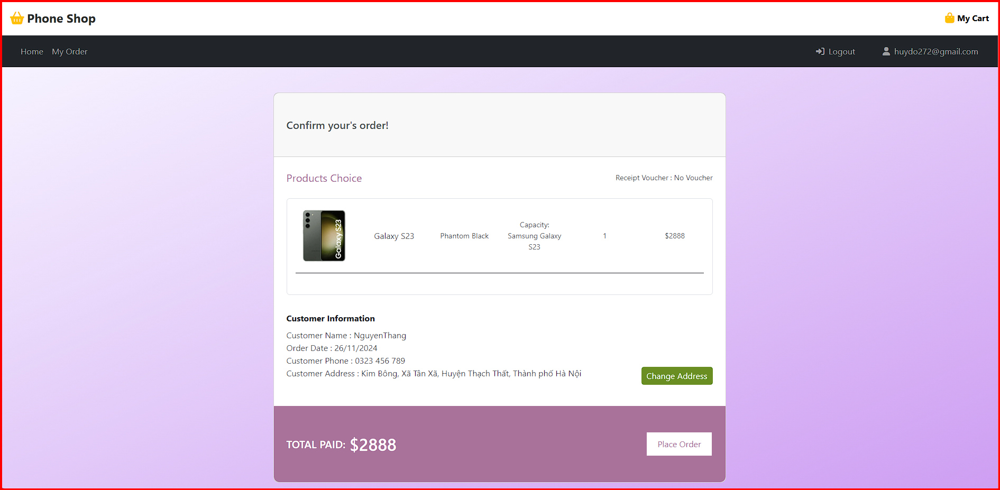 Phone Shop
My Cart
Home
My Order
Logout
huydo272@gmail.com
Confirm your's order!
Products Choice
Receipt Voucher : No Voucher
Galaxy S23
Galaxy S23
Phantom Black
Capacity:
Samsung Galaxy
S23
1
$2888
Customer Information
Customer Name : NguyenThang
Order Date : 26/11/2024
Customer Phone : 0323 456 789
Customer Address : Kim Bông, Xã Tân Xã, Huyện Thạch Thất, Thành phố Hà Nội
Change Address
TOTAL PAID: $2888
Place Order